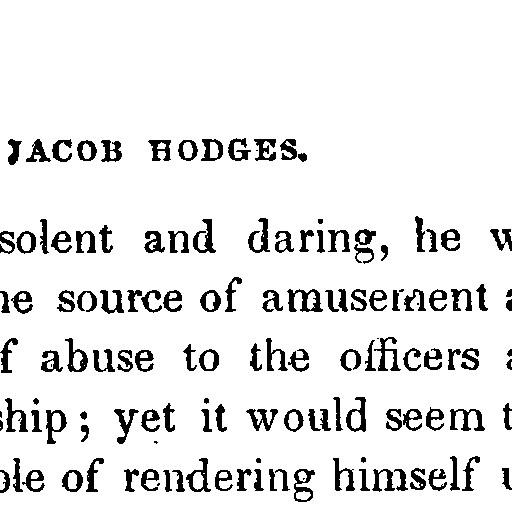 JACOB HODGES.
solent and daring, he w
ne source of amusement a
f abuse to the officers a
ship; yet it would seem t
ble of rendering himself u